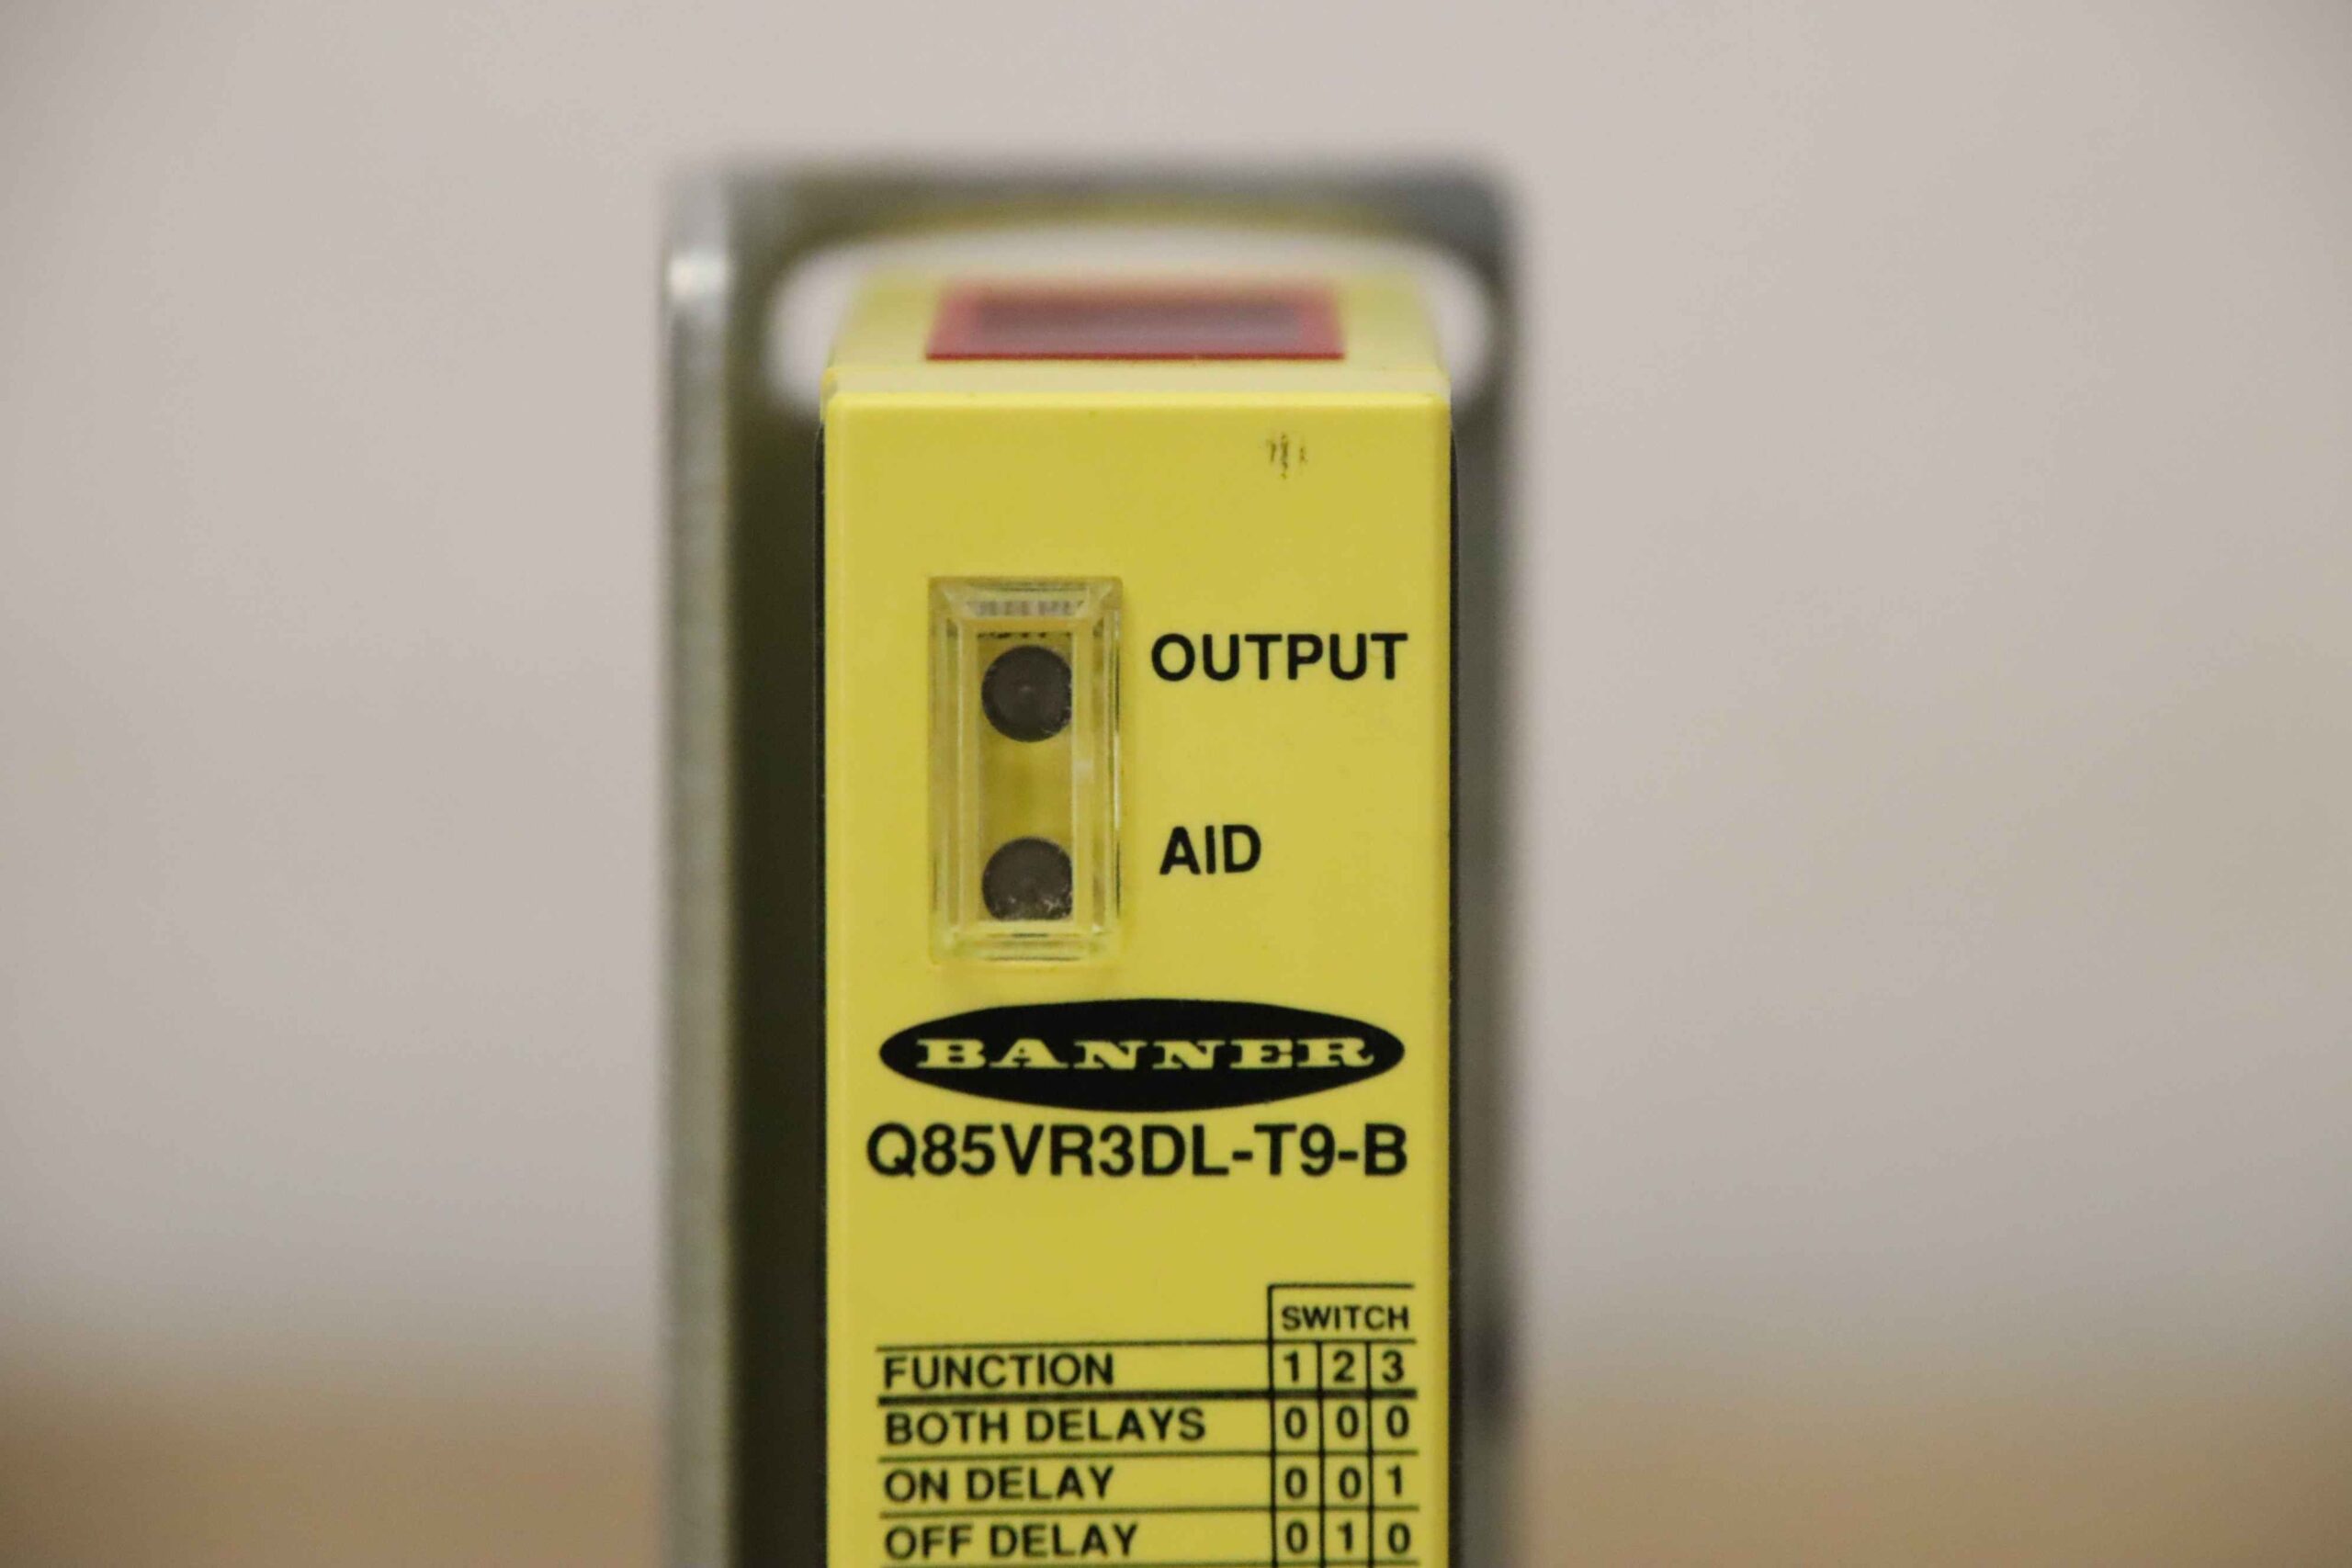 OUTPUT
AID
BANNER
Q85VR3DL-T9-B
SWITCH
FUNCTION 1 2 3
BOTH DELAYS 0 0 0
ON DELAY 0 0 1
OFF DELAY 0 1 0